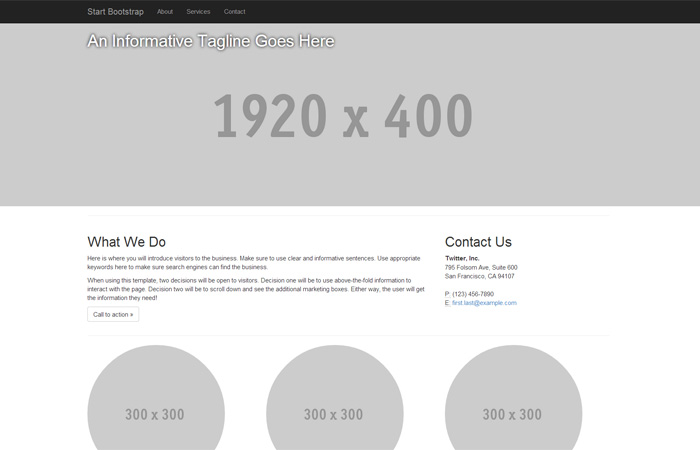 Start Bootstrap About Services Contact
An Informative Tagline Goes Here
1920 x 400
What We Do
Here is where you will introduce visitors to the business. Make sure to use clear and informative sentences. Use appropriate
keywords here to make sure search engines can find the business.
When using this template, two decisions will be open to visitors. Decision one will be to use above-the-fold information to
interact with the page. Decision two will be to scroll down and see the additional marketing boxes. Either way, the user will get
the information they need!
Call to action »
Contact Us
Twitter, Inc.
795 Folsom Ave, Suite 600
San Francisco, CA 94107
P: (123) 456-7890
E: first.last@example.com
300 x 300
300 x 300
300 x 300